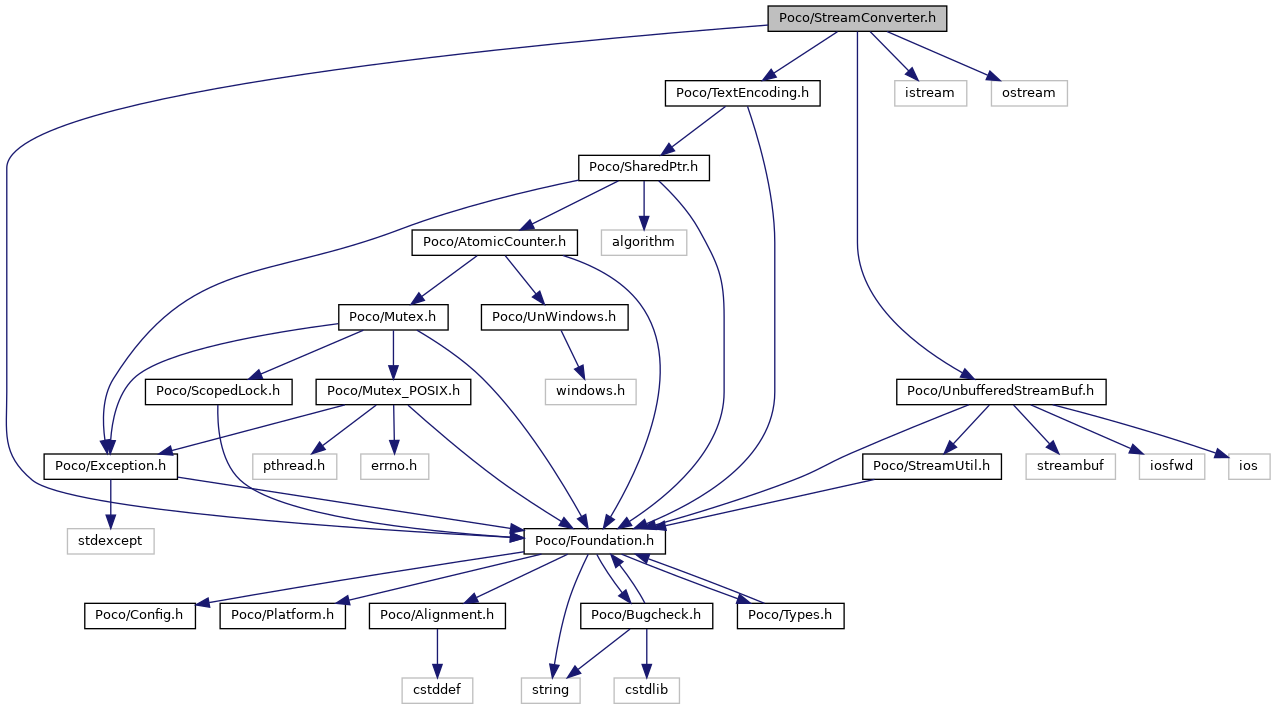 Poco/StreamConverter.h
Poco/TextEncoding.h
istream
ostream
Poco/SharedPtr.h
Poco/AtomicCounter.h
algorithm
Poco/Mutex.h
Poco/UnWindows.h
Poco/ScopedLock.h
Poco/Mutex_POSIX.h
windows.h
Poco/UnbufferedStreamBuf.h
Poco/Exception.h
pthread.h
errno.h
Poco/StreamUtil.h
streambuf
iosfwd
ios
stdexcept
Poco/Foundation.h
Poco/Config.h
Poco/Platform.h
Poco/Alignment.h
Poco/Bugcheck.h
Poco/Types.h
cstddef
string
cstdlib